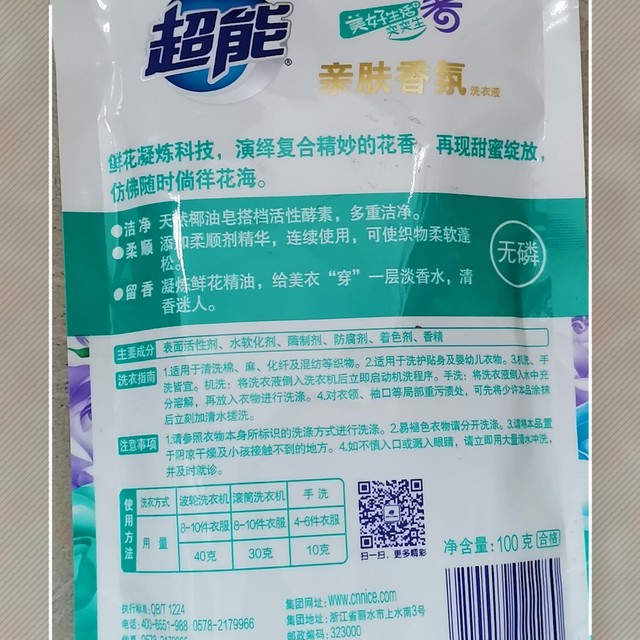 超能®
美好生活
香
亲肤香氛 洗衣液
鲜花凝炼科技，演绎复合精妙的花香，再现甜蜜绽放，
仿佛随时倘徉花海。
●洁净 天然椰油皂搭档活性酵素，多重洁净。
●柔顺 添加柔顺剂精华，连续使用，可使织物柔软蓬
松。
●留香 凝炼鲜花精油，给美衣“穿”一层淡香水，清
香迷人。
无磷
主要成分 表面活性剂、水软化剂、酶制剂、防腐剂、着色剂、香精
洗衣指南 1.适用于清洗棉、麻、化纤及混纺等织物。2.适用于洗护贴身及婴幼儿衣物。3.机洗、手
洗皆宜。机洗：将洗衣液倒入洗衣机后立即启动机洗程序。手洗：将洗衣液倒入水中充
分溶解，再放入衣物进行洗涤。4.对衣领、袖口等局部重污渍处，可先将少许本品涂抹
后立刻加清水搓洗。
注意事项 1.请参照衣物本身所标识的洗涤方式进行洗涤。2.易褪色衣物请分开洗涤。3.请将本品置
于阴凉干燥及小孩接触不到的地方。4.如不慎入口或溅入眼睛，请立即用大量清水冲洗，
并及时就诊。
使用方法
洗衣方式 波轮洗衣机 滚筒洗衣机 手洗
用量 8-10件衣服 8-10件衣服 4-6件衣服
40克 30克 10克
扫一扫，更多精彩
净含量：100克 合格
执行标准：QB/T 1224
电话：400-6551-988 0578-2179966
集团网址：www.cnnice.com
集团地址：浙江省丽水市上水南3号
邮政编码：323000